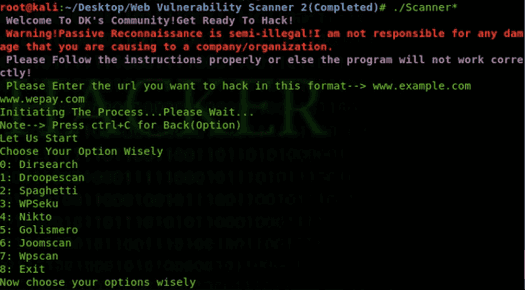 root@kali:~/Desktop/Web Vulnerability Scanner 2(Completed)# ./Scanner*
Welcome To DK's Community!Get Ready To Hack!
Warning!Passive Reconnaissance is semi-illegal!I am not responsible for any dam
age that you are causing to a company/organization.
Please Follow the instructions properly or else the program will not work corre
ctly!
Please Enter the url you want to hack in this format--> www.example.com
www.wepay.com
Initiating The Process...Please Wait...
Note--> Press ctrl+C for Back(Option)
Let Us Start
Choose Your Option Wisely
0: Dirsearch
1: Droopescan
2: Spaghetti
3: WPSeku
4: Nikto
5: Golismero
6: Joomscan
7: Wpscan
8: Exit
Now choose your options wisely